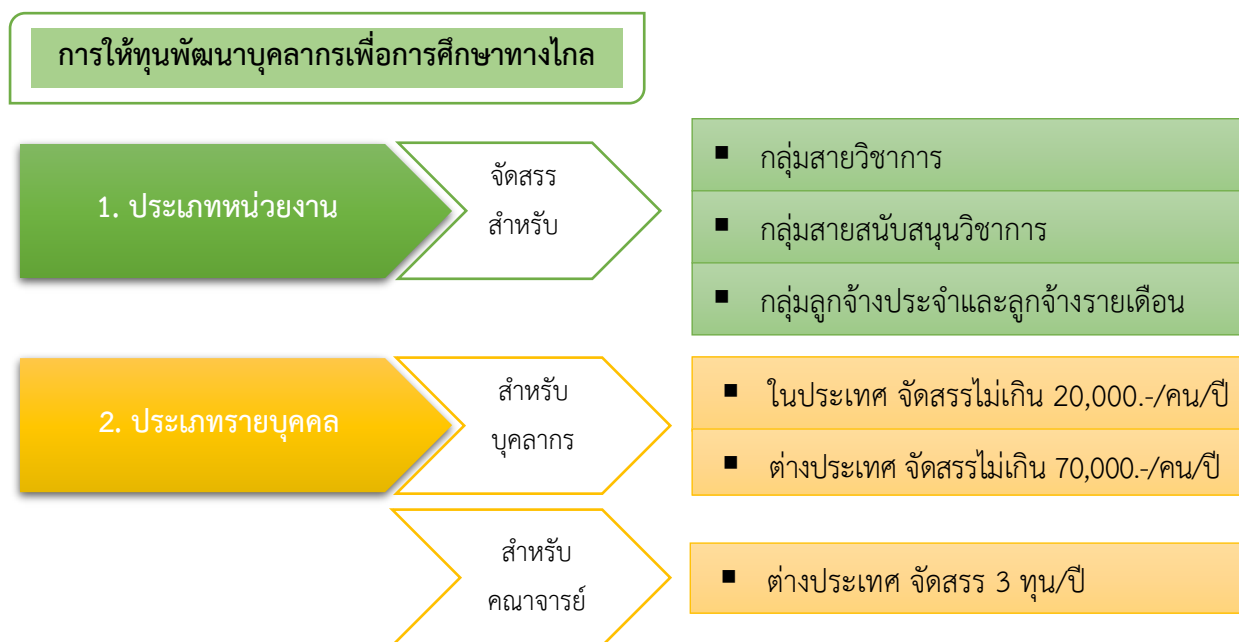 การให้ทุนพัฒนาบุคลากรเพื่อการศึกษาทางไกล
1. ประเภทหน่วยงาน
จัดสรร
สำหรับ
▪ กลุ่มสายวิชาการ
▪ กลุ่มสายสนับสนุนวิชาการ
▪ กลุ่มลูกจ้างประจำและลูกจ้างรายเดือน
2. ประเภทรายบุคคล
สำหรับ
บุคลากร
▪ ในประเทศ จัดสรรไม่เกิน 20,000.-/คน/ปี
▪ ต่างประเทศ จัดสรรไม่เกิน 70,000.-/คน/ปี
สำหรับ
คณาจารย์
▪ ต่างประเทศ จัดสรร 3 ทุน/ปี